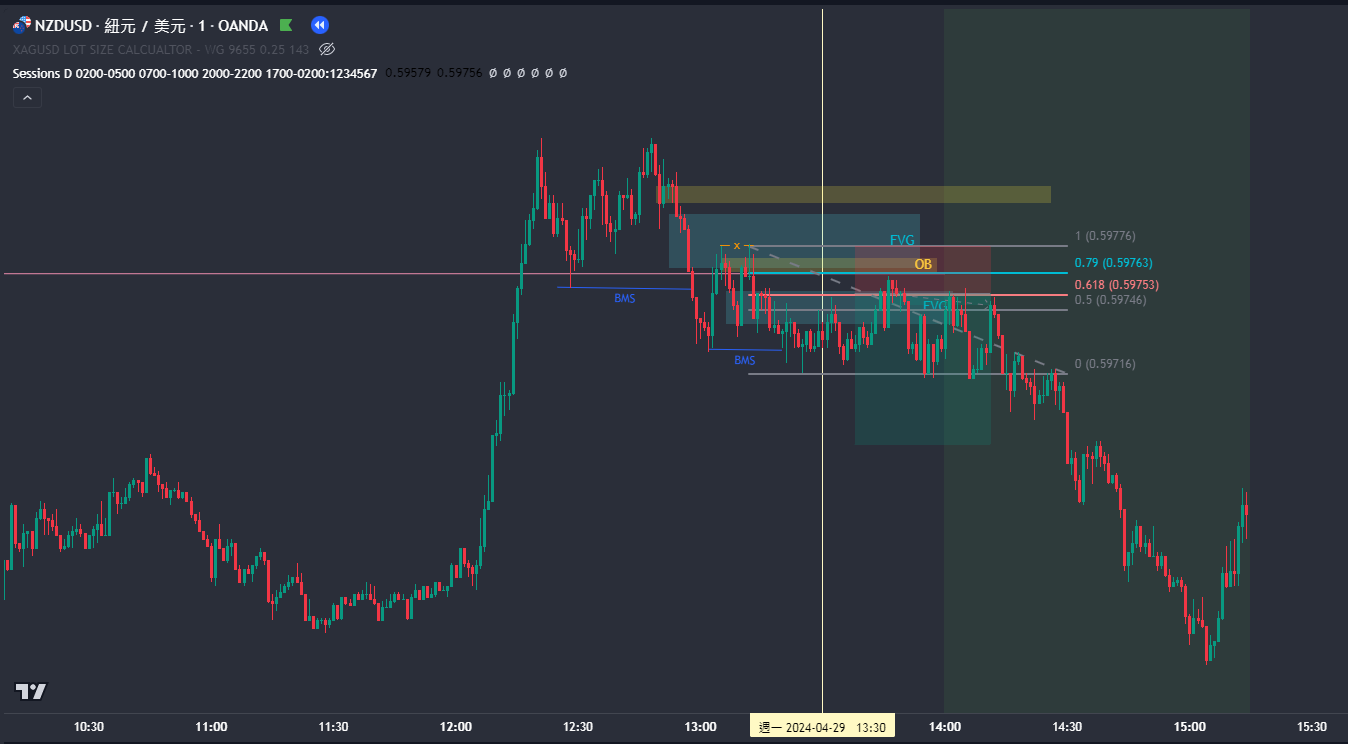 NZDUSD · 紐元 / 美元 · 1 · OANDA
XAGUSD LOT SIZE CALCUALTOR - WG 9655 0.25 143
Sessions D 0200-0500 0700-1000 2000-2200 1700-0200:1234567 0.59579 0.59756 Ø Ø Ø Ø Ø Ø
1 (0.59776)
FVG
x
OB
0.79 (0.59763)
0.618 (0.59753)
BMS
FVG
0.5 (0.59746)
BMS
0 (0.59716)
10:30 11:00 11:30 12:00 12:30 13:00 週一 2024-04-29 13:30 14:00 14:30 15:00 15:30